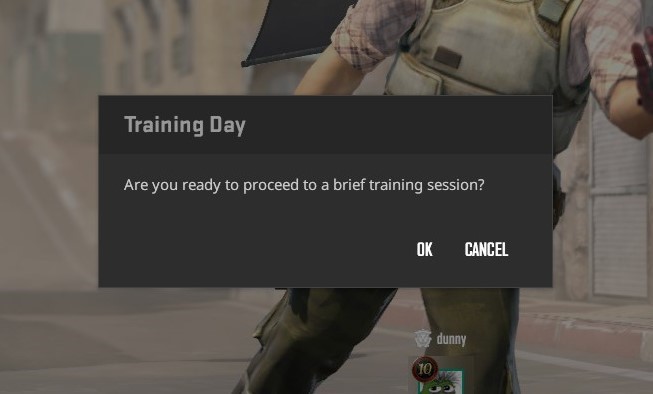 Training Day
Are you ready to proceed to a brief training session?
OK CANCEL
dunny
10